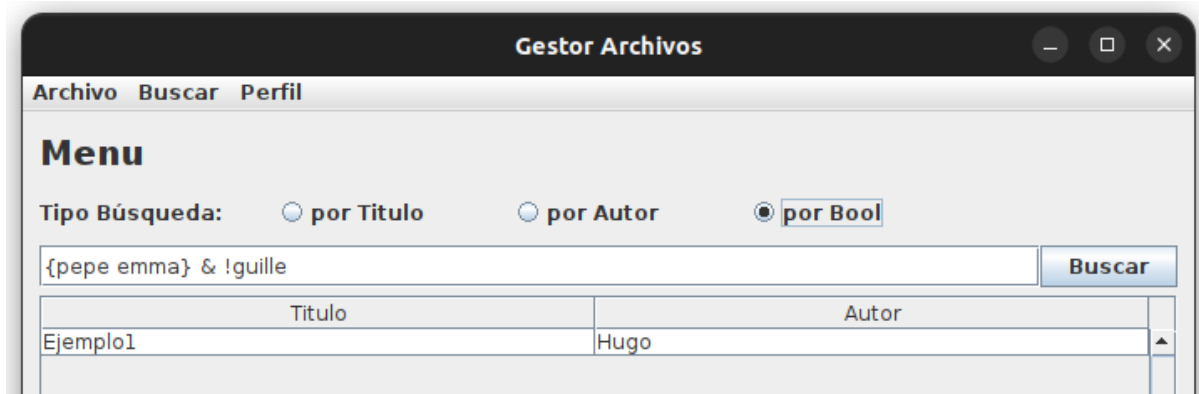 Gestor Archivos
Archivo Buscar Perfil
Menu
Tipo Búsqueda: por Titulo por Autor por Bool
{pepe emma} & !guille Buscar
Titulo Autor
Ejemplo1 Hugo